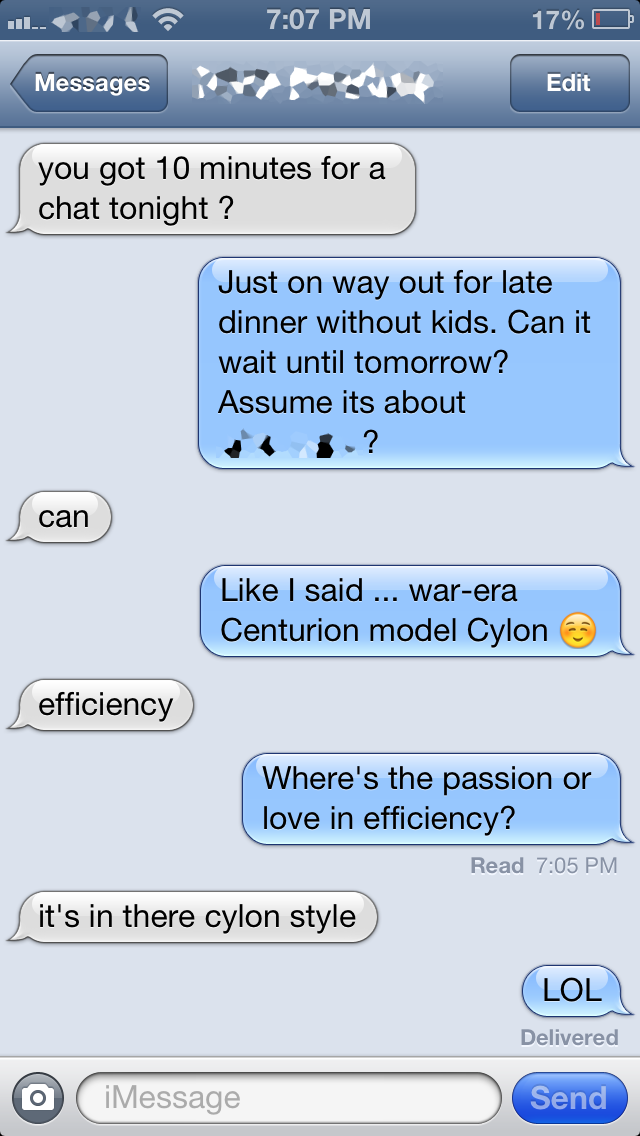 7:07 PM
17%
Messages
Edit
you got 10 minutes for a
chat tonight ?
Just on way out for late
dinner without kids. Can it
wait until tomorrow?
Assume its about
?
can
Like I said ... war-era
Centurion model Cylon ☺️
efficiency
Where's the passion or
love in efficiency?
Read 7:05 PM
it's in there cylon style
LOL
Delivered
iMessage
Send